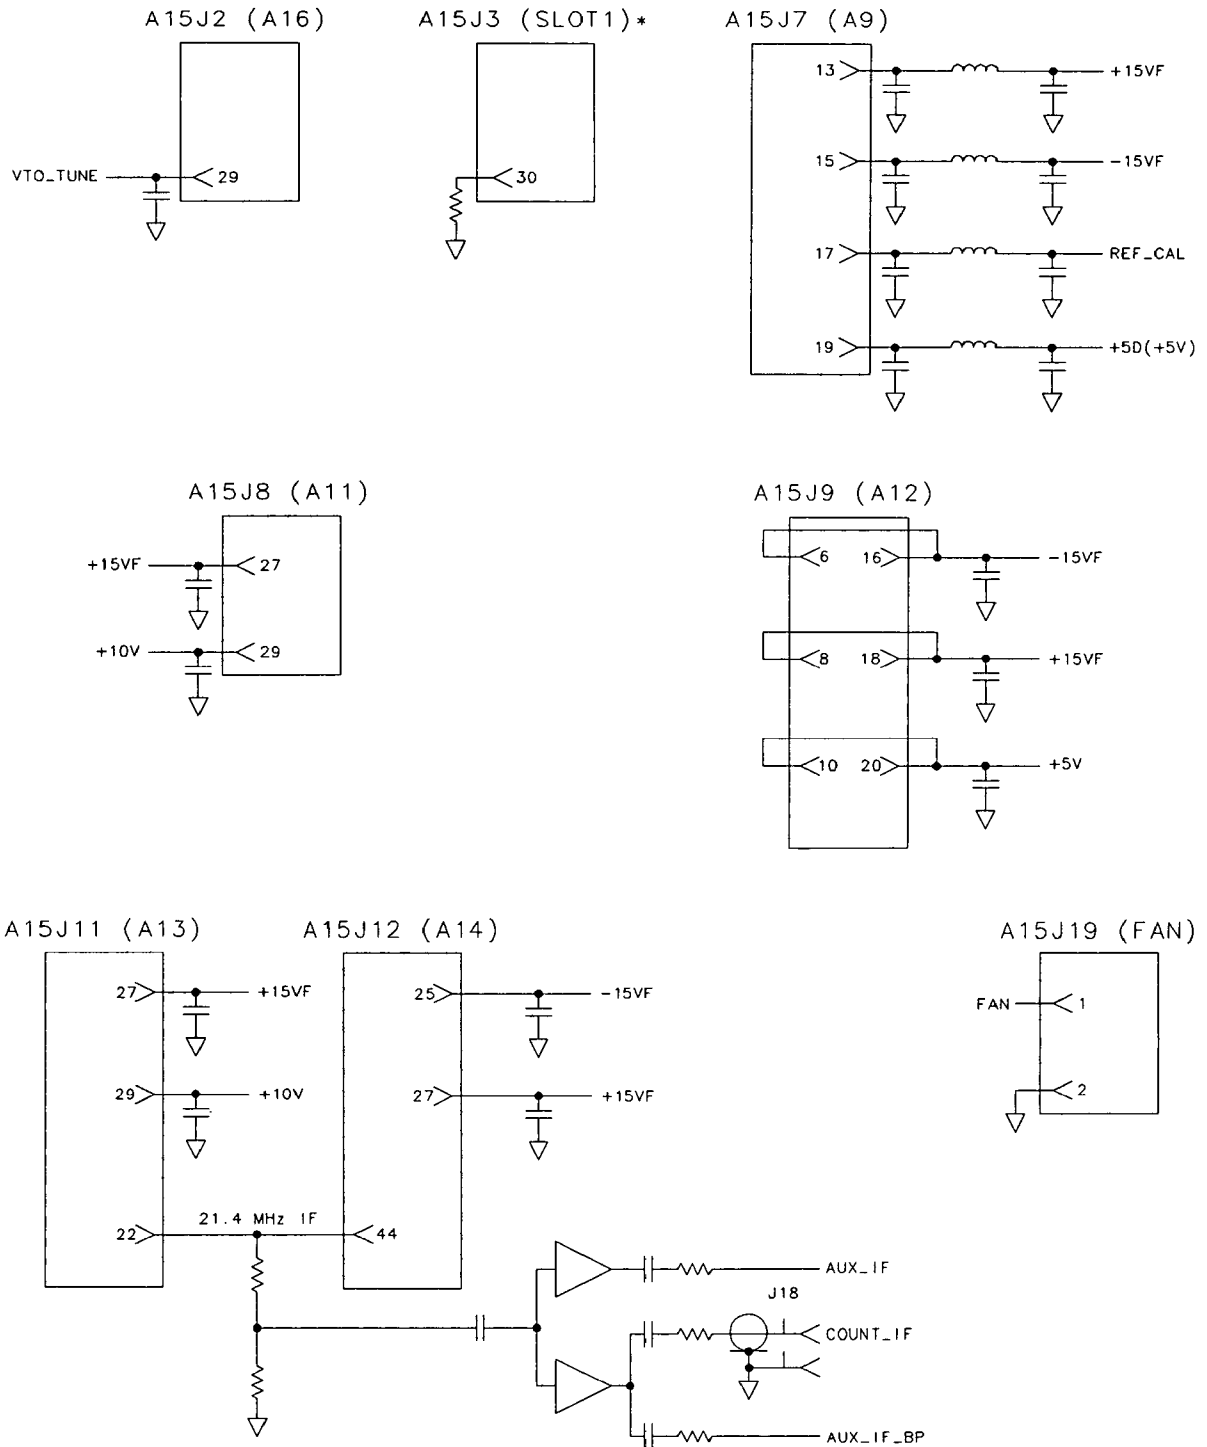 A15J2 (A16)
A15J3 (SLOT1)*
A15J7 (A9)
VTO_TUNE
29
30
13
+15VF
15
-15VF
17
REF_CAL
19
+5D(+5V)
A15J8 (A11)
+15VF
27
+10V
29
A15J9 (A12)
6
16
-15VF
8
18
+15VF
10
20
+5V
A15J11 (A13)
27
+15VF
29
+10V
22
21.4 MHz IF
A15J12 (A14)
25
-15VF
27
+15VF
44
A15J19 (FAN)
FAN
1
2
AUX_IF
J18
COUNT_IF
AUX_IF_BP